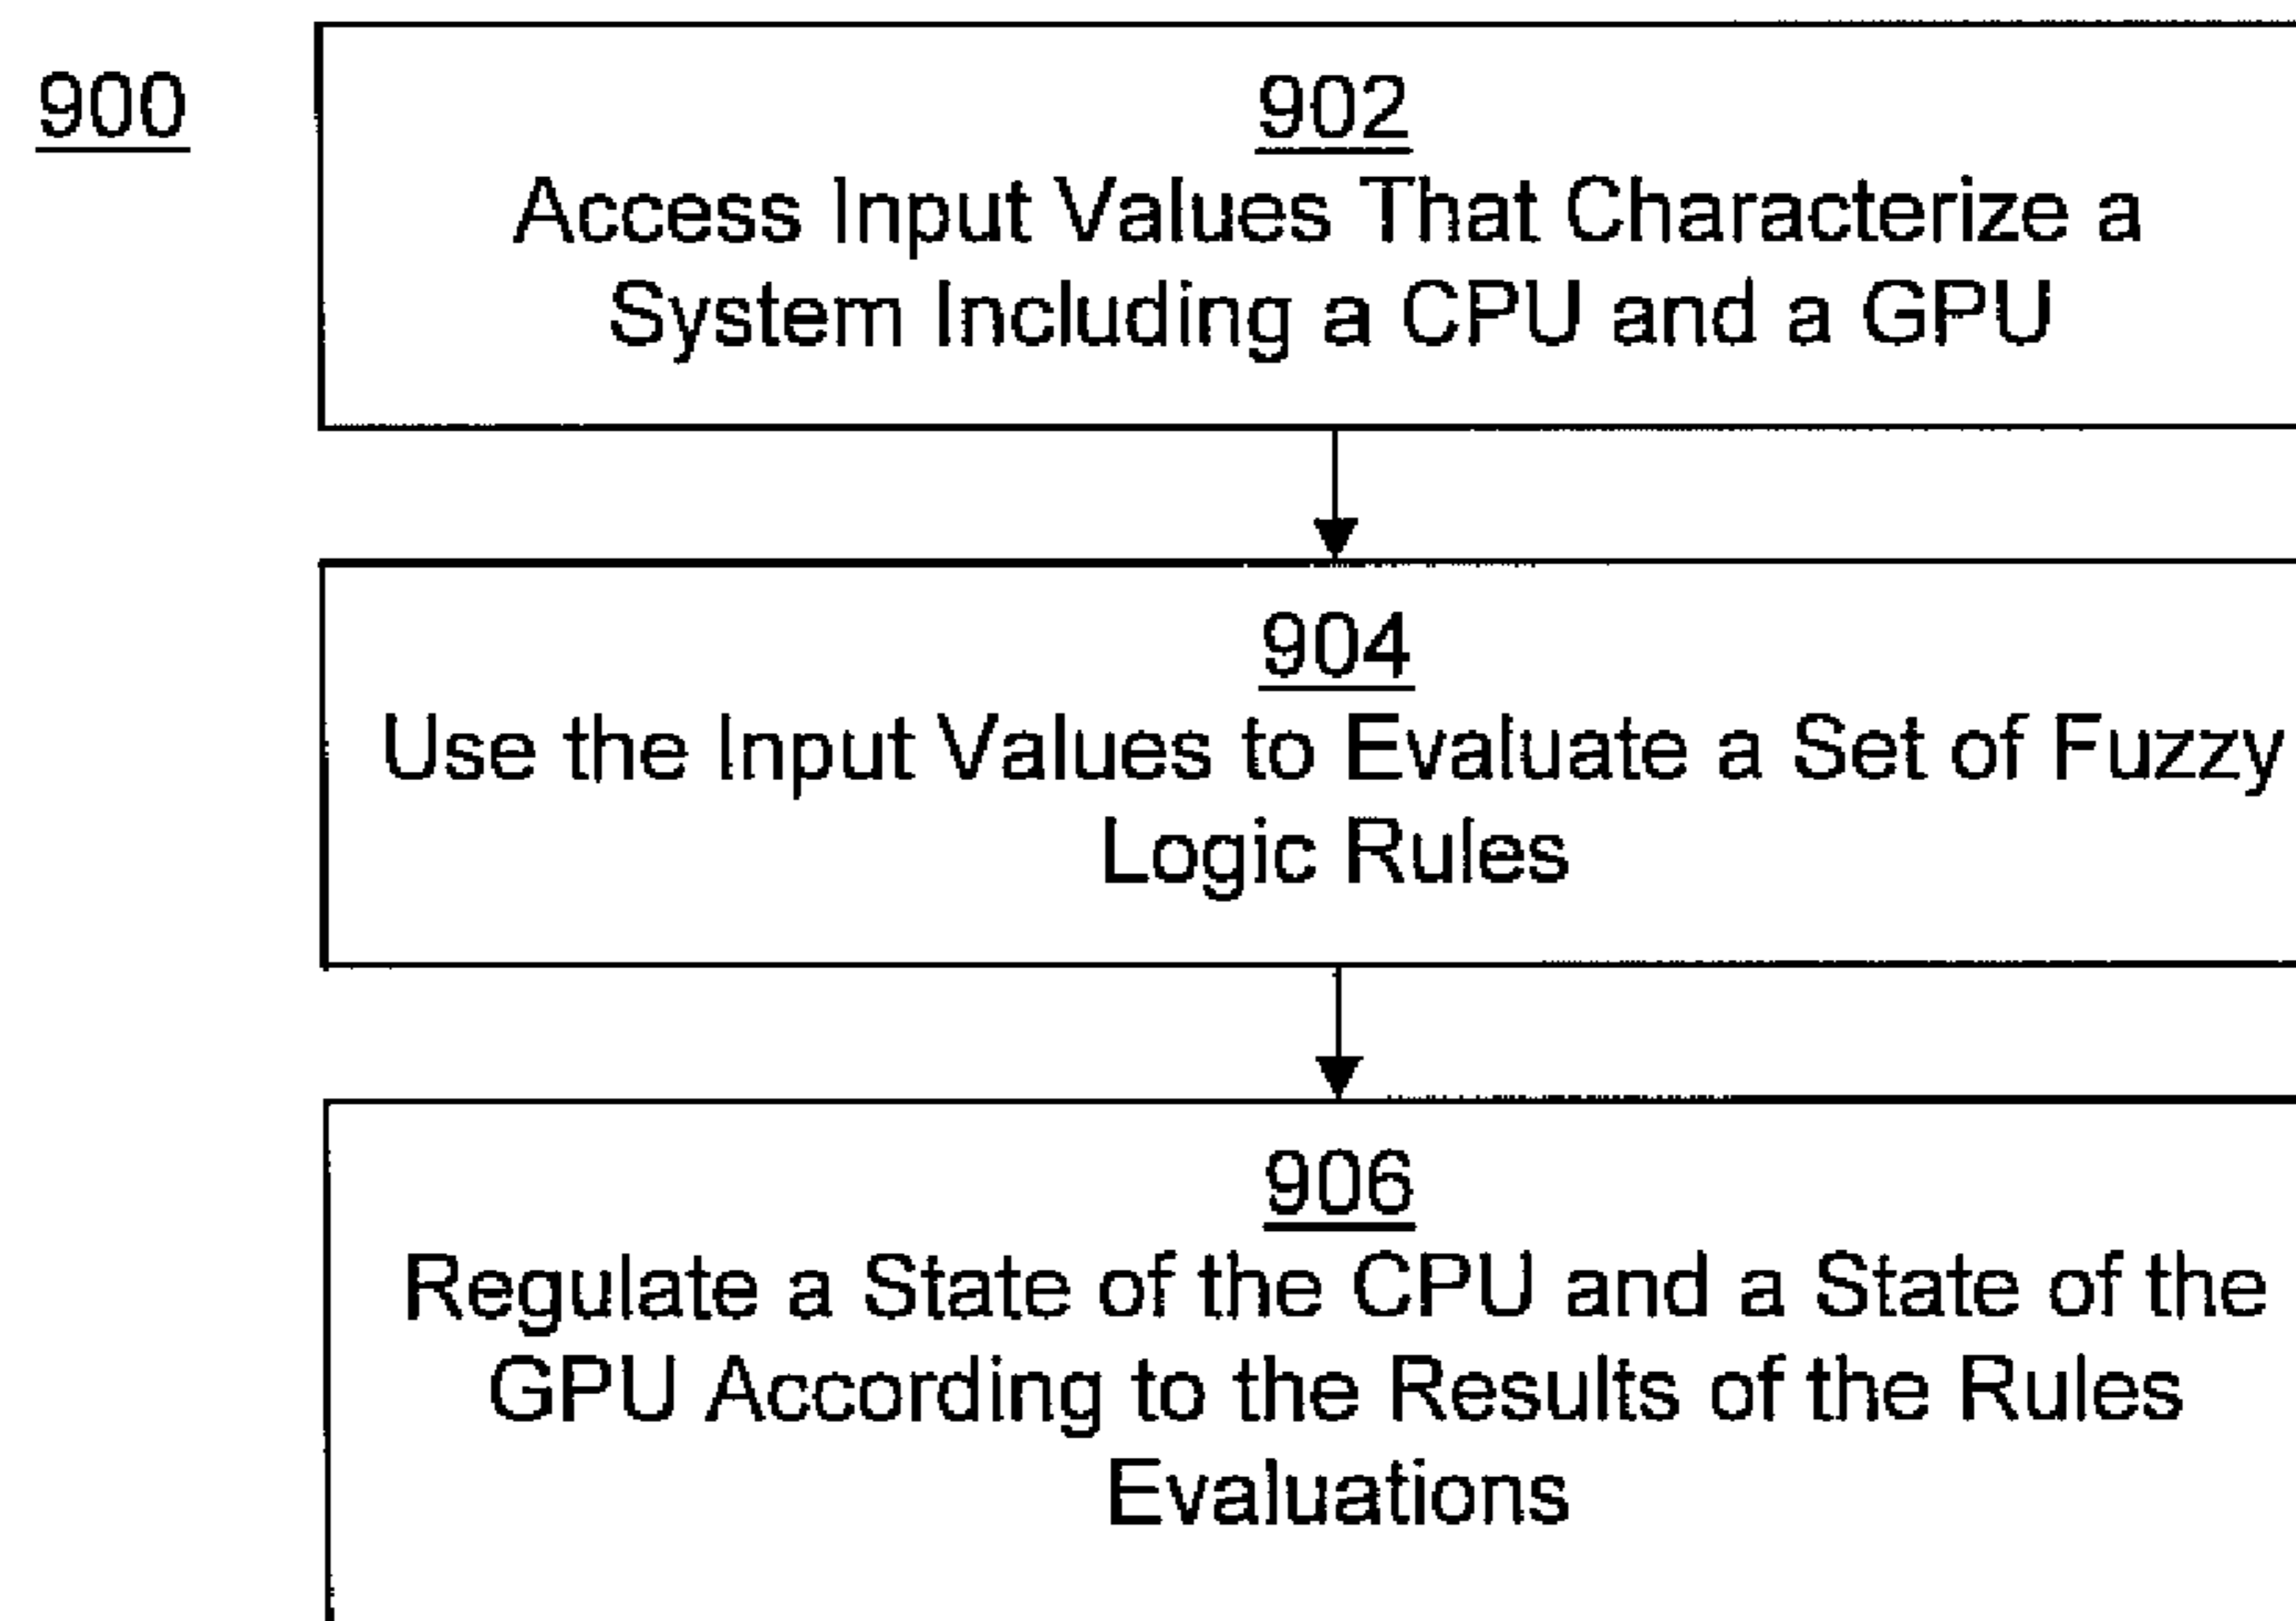 900
902
Access Input Values That Characterize a
System Including a CPU and a GPU
904
Use the Input Values to Evaluate a Set of Fuzzy
Logic Rules
906
Regulate a State of the CPU and a State of the
GPU According to the Results of the Rules
Evaluations